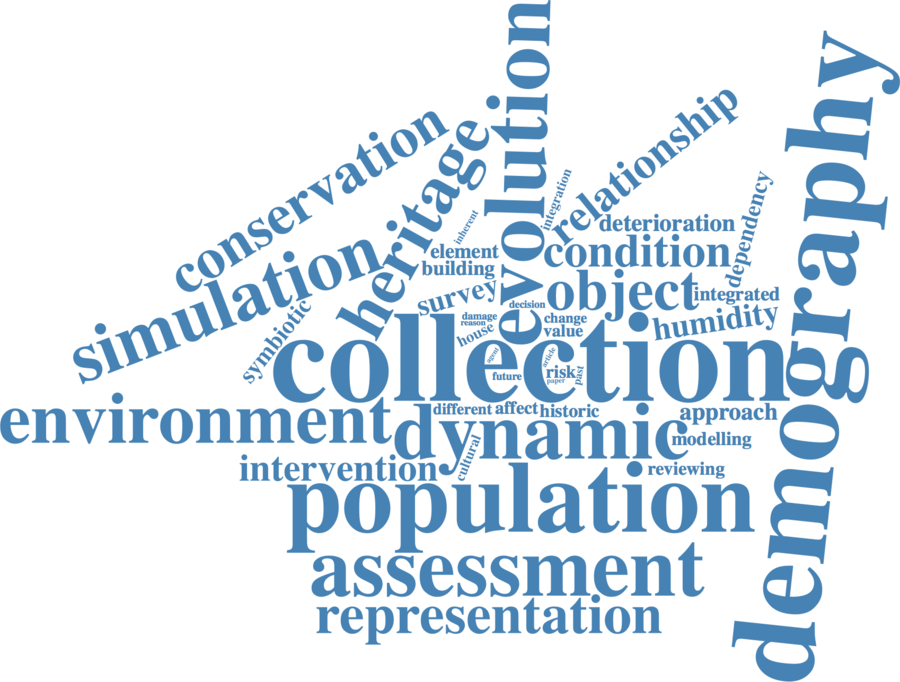 evolution
demography
conservation
relationship
heritage
integration
dependency
inherent
deterioration
element
condition
simulation
building
survey
object
integrated
decision
symbiotic
damage
change
humidity
reason
value
house
collection
agent
article
risk
future
paper
past
environment
different
affect
historic
approach
dynamic
modelling
cultural
intervention
reviewing
population
assessment
representation